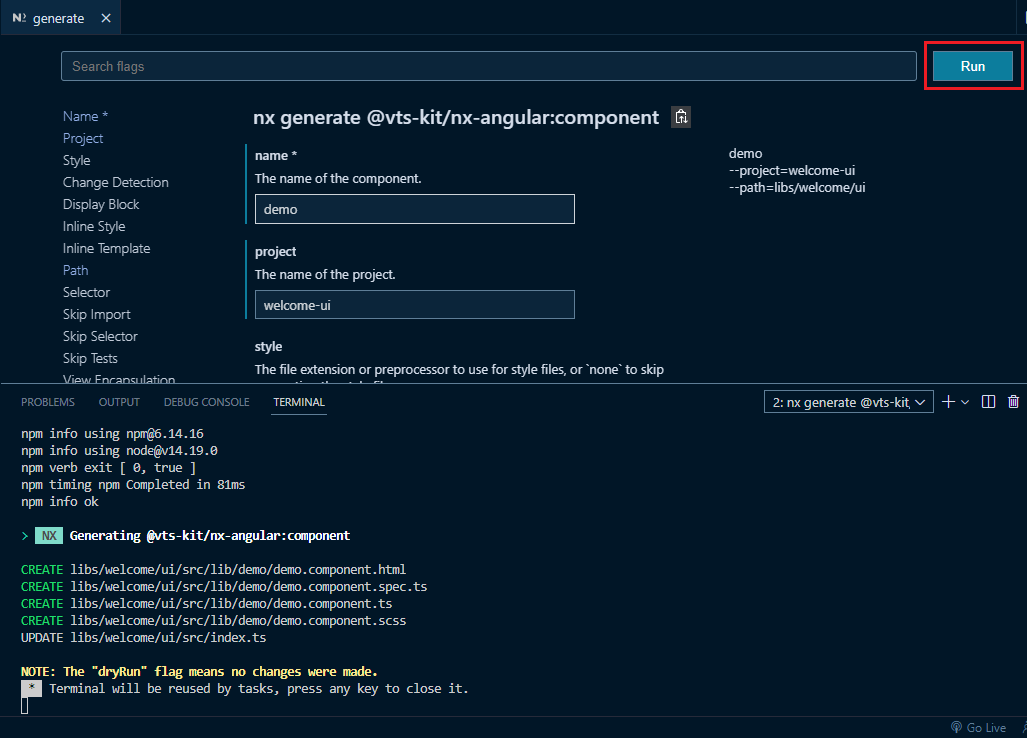 generate
Search flags
Run
Name *
Project
Style
Change Detection
Display Block
Inline Style
Inline Template
Path
Selector
Skip Import
Skip Selector
Skip Tests
View Encapsulation
nx generate @vts-kit/nx-angular:component
name *
The name of the component.
demo
project
The name of the project.
welcome-ui
style
The file extension or preprocessor to use for style files, or `none` to skip
demo
--project=welcome-ui
--path=libs/welcome/ui
PROBLEMS OUTPUT DEBUG CONSOLE TERMINAL
2: nx generate @vts-kit,
npm info using npm@6.14.16
npm info using node@v14.19.0
npm verb exit [ 0, true ]
npm timing npm Completed in 81ms
npm info ok
> NX Generating @vts-kit/nx-angular:component
CREATE libs/welcome/ui/src/lib/demo/demo.component.html
CREATE libs/welcome/ui/src/lib/demo/demo.component.spec.ts
CREATE libs/welcome/ui/src/lib/demo/demo.component.ts
CREATE libs/welcome/ui/src/lib/demo/demo.component.scss
UPDATE libs/welcome/ui/src/index.ts
NOTE: The "dryRun" flag means no changes were made.
* Terminal will be reused by tasks, press any key to close it.
Go Live